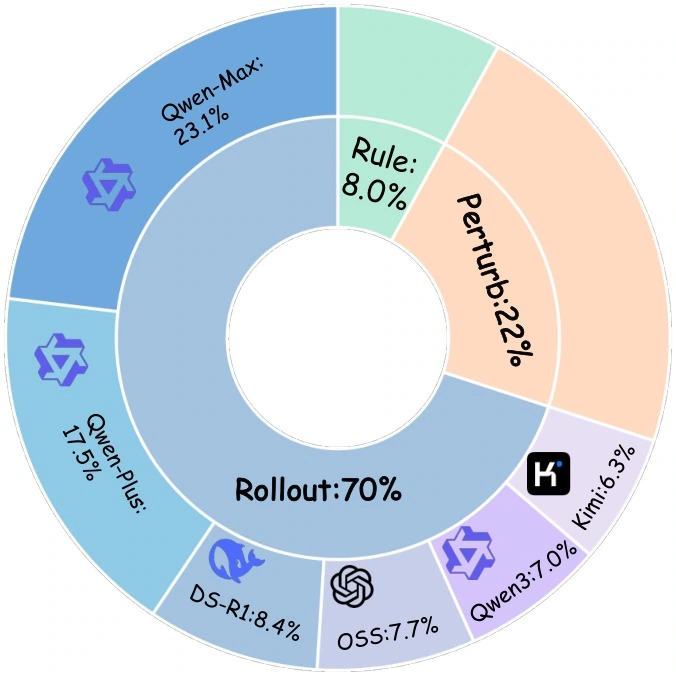 Qwen-Max:
23.1%
Rule:
8.0%
Perturb:22%
Qwen-Plus:
17.5%
Rollout:70%
Kimi:6.3%
Qwen3:7.0%
DS-R1:8.4%
OSS:7.7%
K